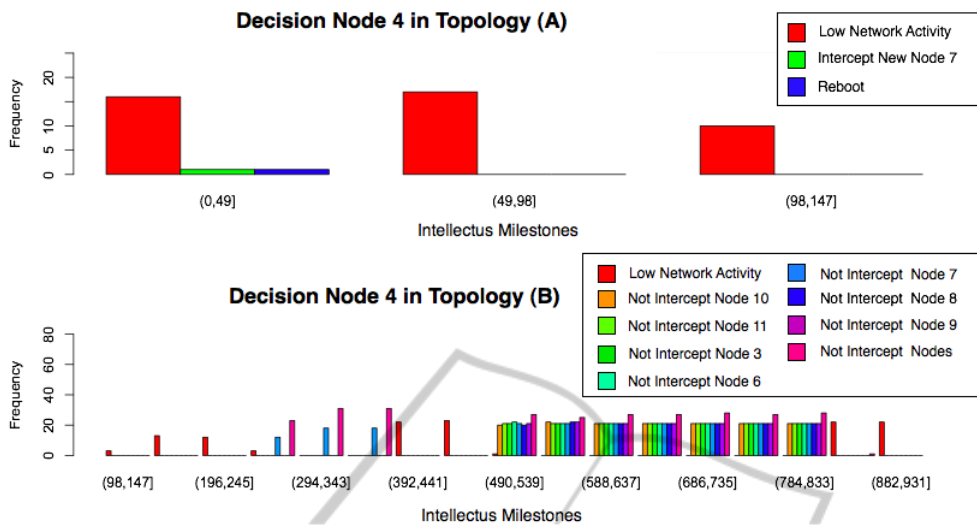 Decision Node 4 in Topology (A)
Low Network Activity
Intercept New Node 7
Reboot
Frequency
20
10
5
0
(0,49]
(49,98]
(98,147]
Intellectus Milestones
Decision Node 4 in Topology (B)
Low Network Activity
Not Intercept Node 10
Not Intercept Node 11
Not Intercept Node 3
Not Intercept Node 6
Not Intercept Node 7
Not Intercept Node 8
Not Intercept Node 9
Not Intercept Nodes
Frequency
80
60
40
20
0
(98,147]
(196,245]
(294,343]
(392,441]
(490,539]
(588,637]
(686,735]
(784,833]
(882,931]
Intellectus Milestones